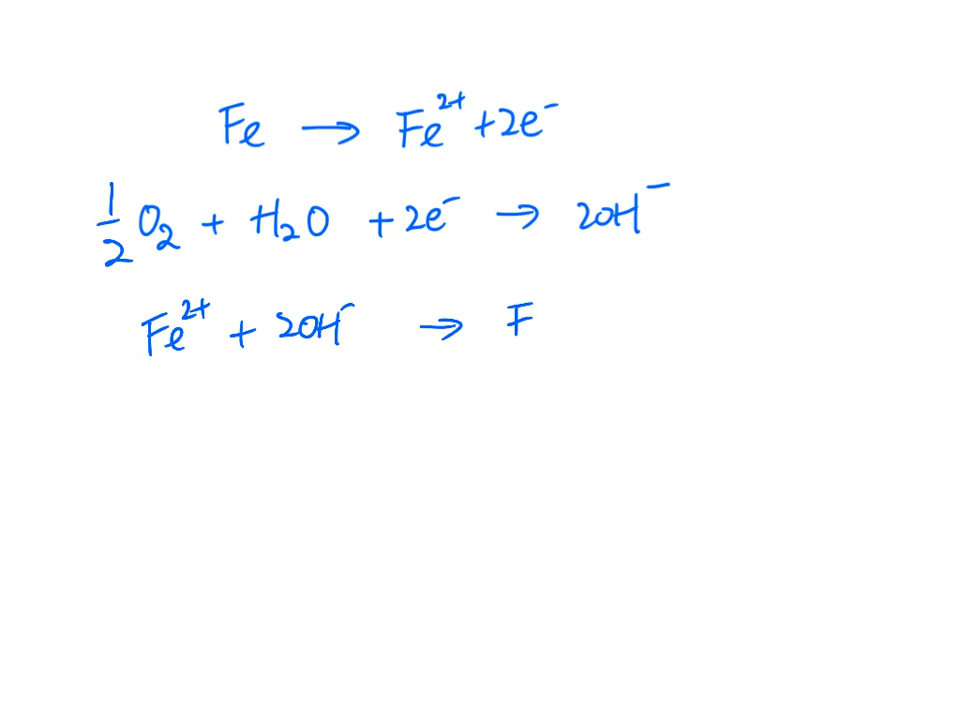 Fe → Fe²⁺ + 2e⁻
½ O₂ + H₂O + 2e⁻ → 2OH⁻
Fe²⁺ + 2OH⁻ → F